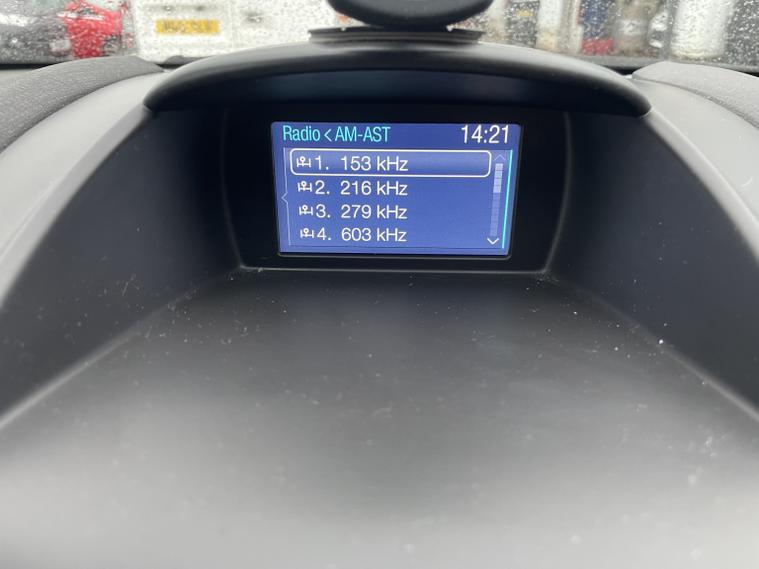 Radio < AM-AST 14:21
1. 153 kHz
2. 216 kHz
3. 279 kHz
4. 603 kHz